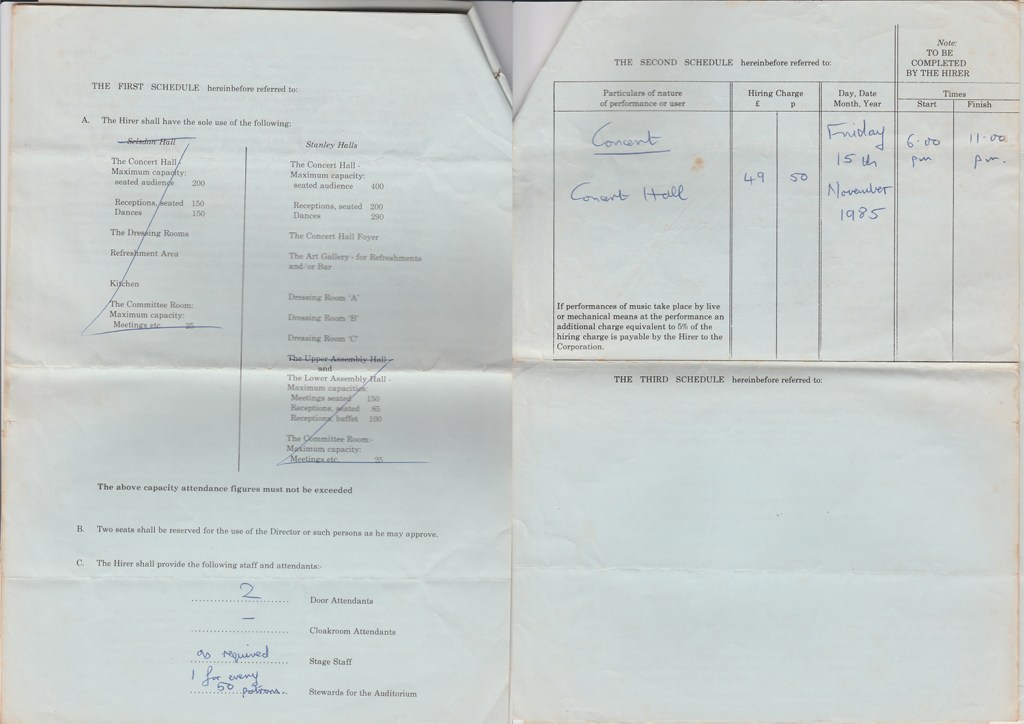 THE FIRST SCHEDULE hereinbefore referred to:
A. The Hirer shall have the sole use of the following:
Selsdon Hall
The Concert Hall
Maximum capacity:
seated audience 200
Receptions, seated 150
Dances 150
The Dressing Rooms
Refreshment Area
Kitchen
The Committee Room:
Maximum capacity:
Meetings etc. 25
Stanley Halls
The Concert Hall -
Maximum capacity:
seated audience 400
Receptions, seated 200
Dances 290
The Concert Hall Foyer
The Art Gallery - for Refreshments
and/or Bar
Dressing Room 'A'
Dressing Room 'B'
Dressing Room 'C'
The Upper Assembly Hall
and
The Lower Assembly Hall -
Maximum capacities:
Meetings seated 150
Receptions, seated 85
Receptions, buffet 100
The Committee Room:-
Maximum capacity:
Meetings etc. 25
The above capacity attendance figures must not be exceeded
B. Two seats shall be reserved for the use of the Director or such persons as he may approve.
C. The Hirer shall provide the following staff and attendants:-
2 Door Attendants
- Cloakroom Attendants
as required Stage Staff
1 for every
50 patrons. Stewards for the Auditorium
THE SECOND SCHEDULE hereinbefore referred to:
Note:
TO BE
COMPLETED
BY THE HIRER
Particulars of nature
of performance or user
Hiring Charge
£ p
Day, Date
Month, Year
Times
Start Finish
Concert
Concert Hall
49 50
Friday
15th
November
1985
6.00
pm
11.00
pm.
If performances of music take place by live
or mechanical means at the performance an
additional charge equivalent to 5% of the
hiring charge is payable by the Hirer to the
Corporation.
THE THIRD SCHEDULE hereinbefore referred to: